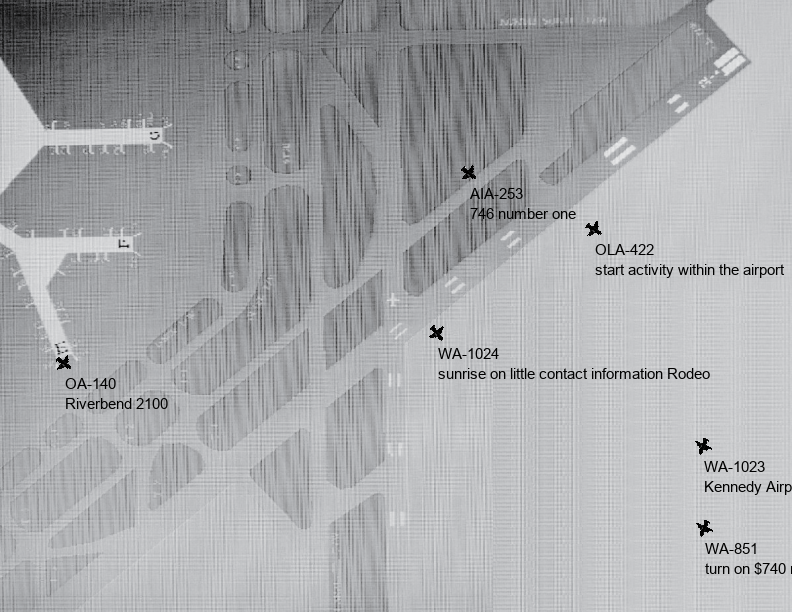 G
F
AIA-253
746 number one
OLA-422
start activity within the airport
WA-1024
sunrise on little contact information Rodeo
OA-140
Riverbend 2100
WA-1023
Kennedy Airp
WA-851
turn on $740